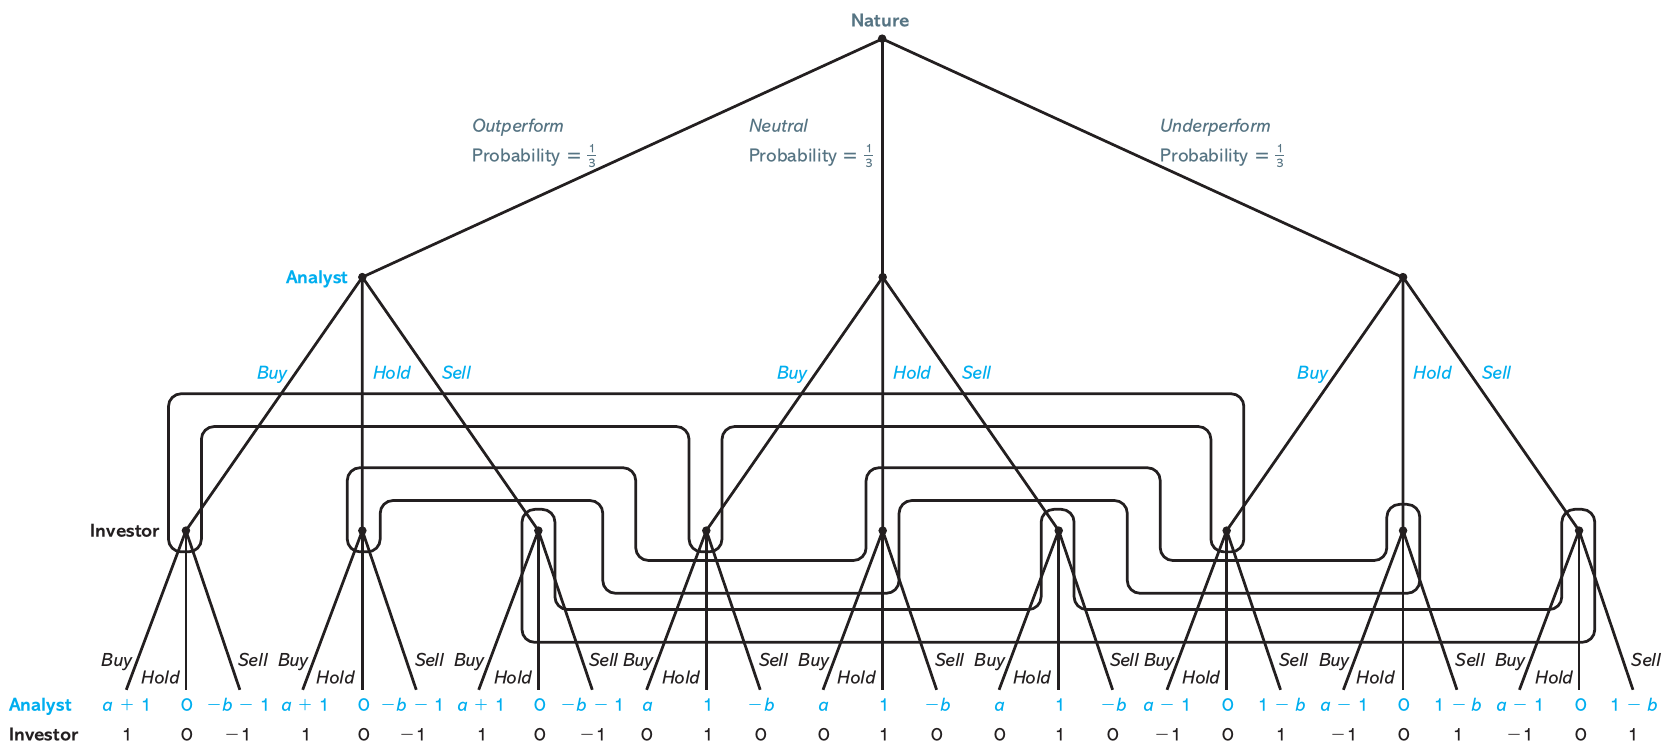 Nature
Outperform Neutral Underperform
Probability = 1/3 Probability = 1/3 Probability = 1/3
Analyst
Buy Hold Sell Buy Hold Sell Buy Hold Sell
Investor
Buy Hold Sell Buy Hold Sell Buy Hold Sell Buy Hold Sell Buy Hold Sell Buy Hold Sell Buy Hold Sell Buy Hold Sell Buy Hold Sell
Analyst a + 1 0 −b − 1 a + 1 0 −b − 1 a + 1 0 −b − 1 a 1 −b a 1 −b a 1 −b a − 1 0 1 − b a − 1 0 1 − b a − 1 0 1 − b
Investor 1 0 −1 1 0 −1 1 0 −1 0 1 0 0 1 0 0 1 0 −1 0 1 −1 0 1 −1 0 1